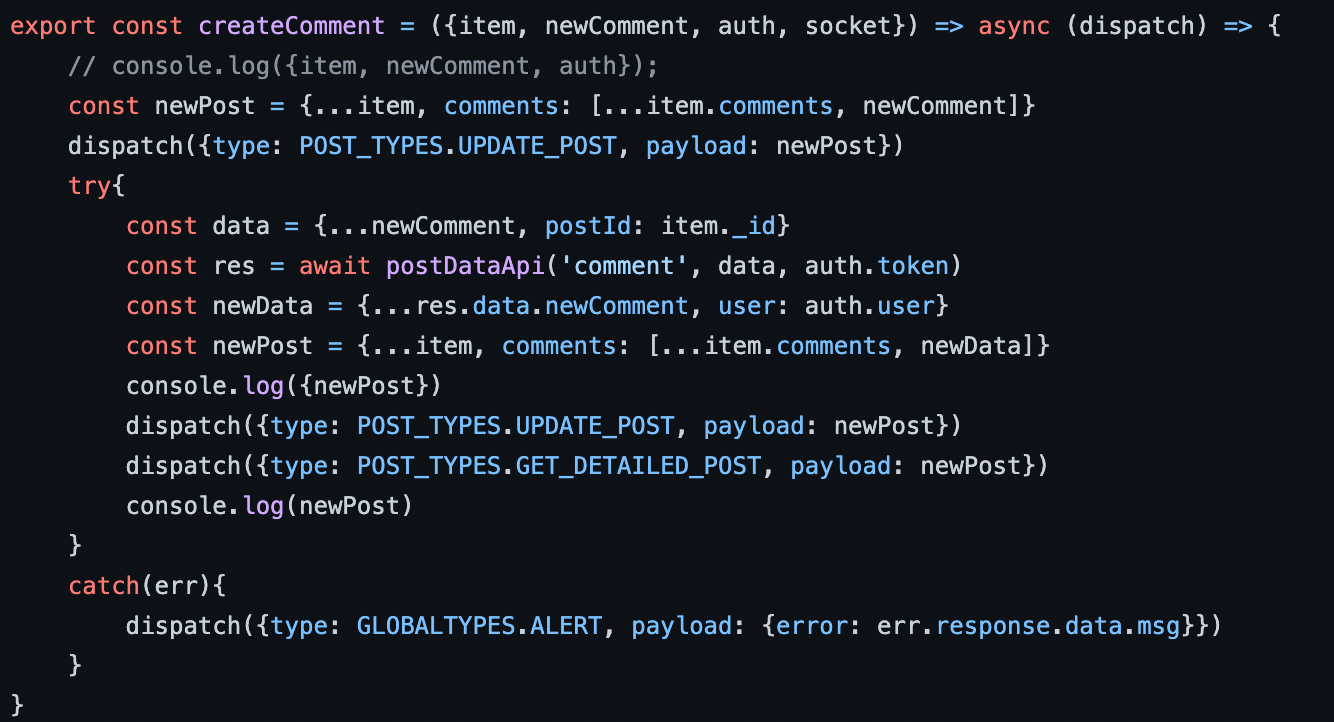 export const createComment = ({item, newComment, auth, socket}) => async (dispatch) => {
    // console.log({item, newComment, auth});
    const newPost = {...item, comments: [...item.comments, newComment]}
    dispatch({type: POST_TYPES.UPDATE_POST, payload: newPost})
    try{
        const data = {...newComment, postId: item._id}
        const res = await postDataApi('comment', data, auth.token)
        const newData = {...res.data.newComment, user: auth.user}
        const newPost = {...item, comments: [...item.comments, newData]}
        console.log({newPost})
        dispatch({type: POST_TYPES.UPDATE_POST, payload: newPost})
        dispatch({type: POST_TYPES.GET_DETAILED_POST, payload: newPost})
        console.log(newPost)
    }
    catch(err){
        dispatch({type: GLOBALTYPES.ALERT, payload: {error: err.response.data.msg}})
    }
}